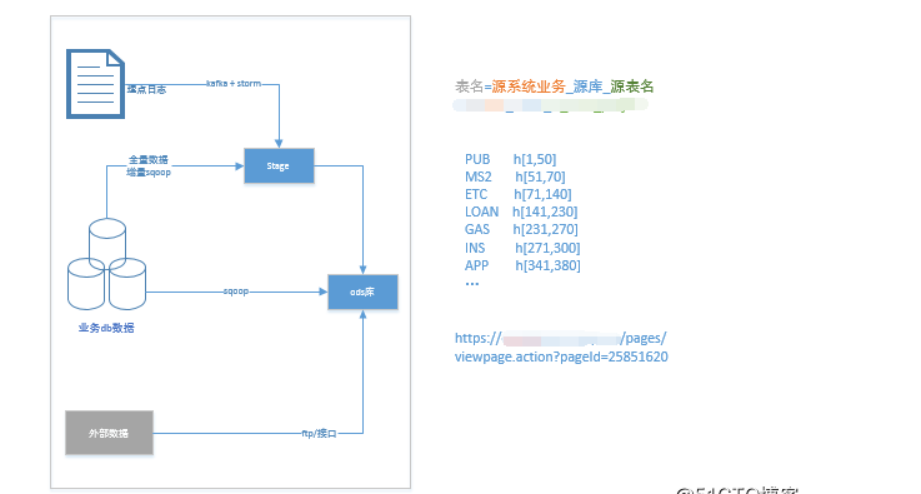 埋点日志
kafka + storm
全量数据
增量sqoop
Stage
sqoop
ods库
业务db数据
外部数据
ftp/接口
表名=源系统业务_源库_源表名
PUB h[1,50]
MS2 h[51,70]
ETC h[71,140]
LOAN h[141,230]
GAS h[231,270]
INS h[271,300]
APP h[341,380]
...
https:// /pages/
viewpage.action?pageId=25851620
@51CTO博客